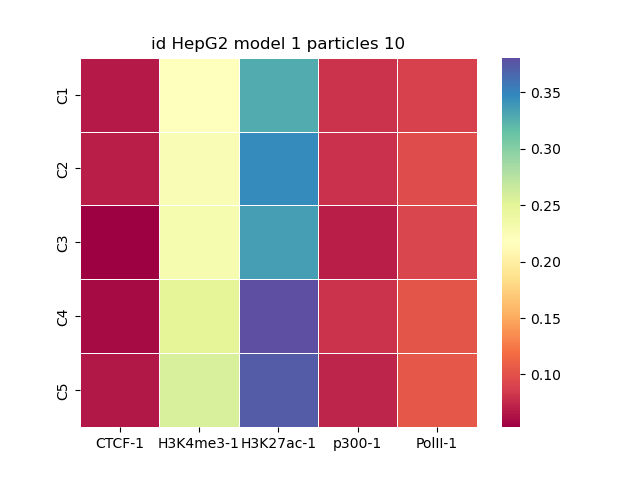 id HepG2 model 1 particles 10
C1
C2
C3
C4
C5
CTCF-1 H3K4me3-1 H3K27ac-1 p300-1 PolII-1
0.35
0.30
0.25
0.20
0.15
0.10